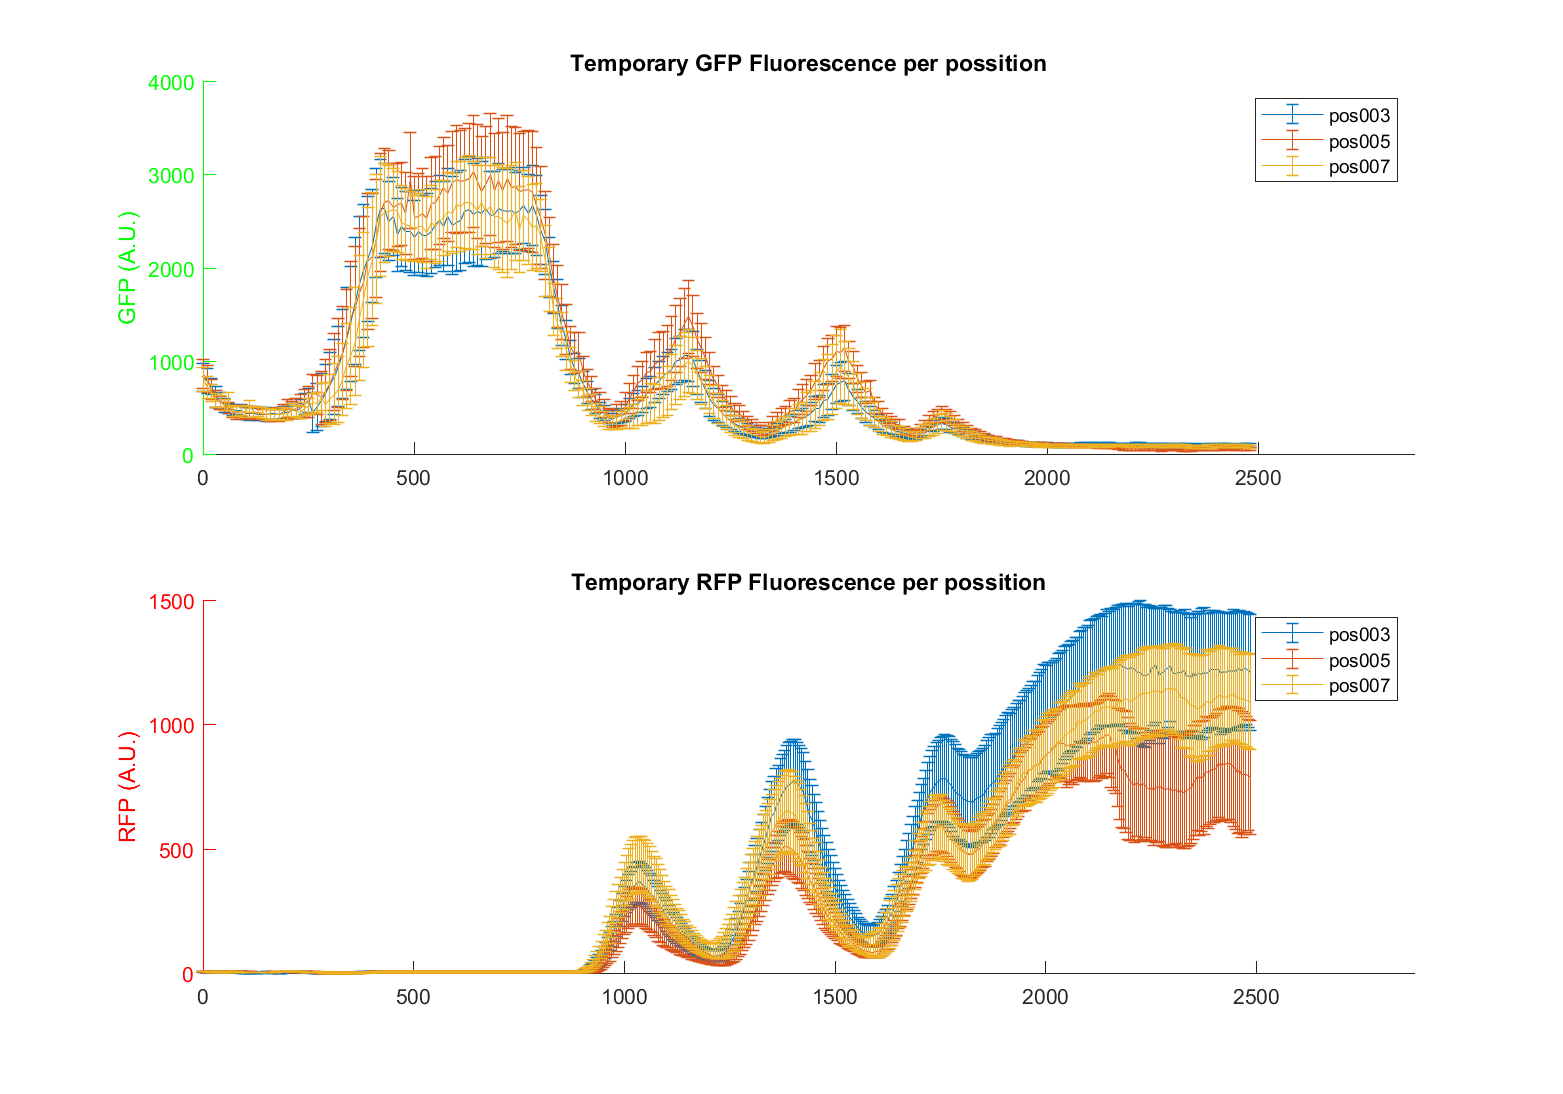 Temporary GFP Fluorescence per possition
4000
3000
2000
1000
0
GFP (A.U.)
pos003
pos005
pos007
0 500 1000 1500 2000 2500
Temporary RFP Fluorescence per possition
1500
1000
500
0
RFP (A.U.)
pos003
pos005
pos007
0 500 1000 1500 2000 2500